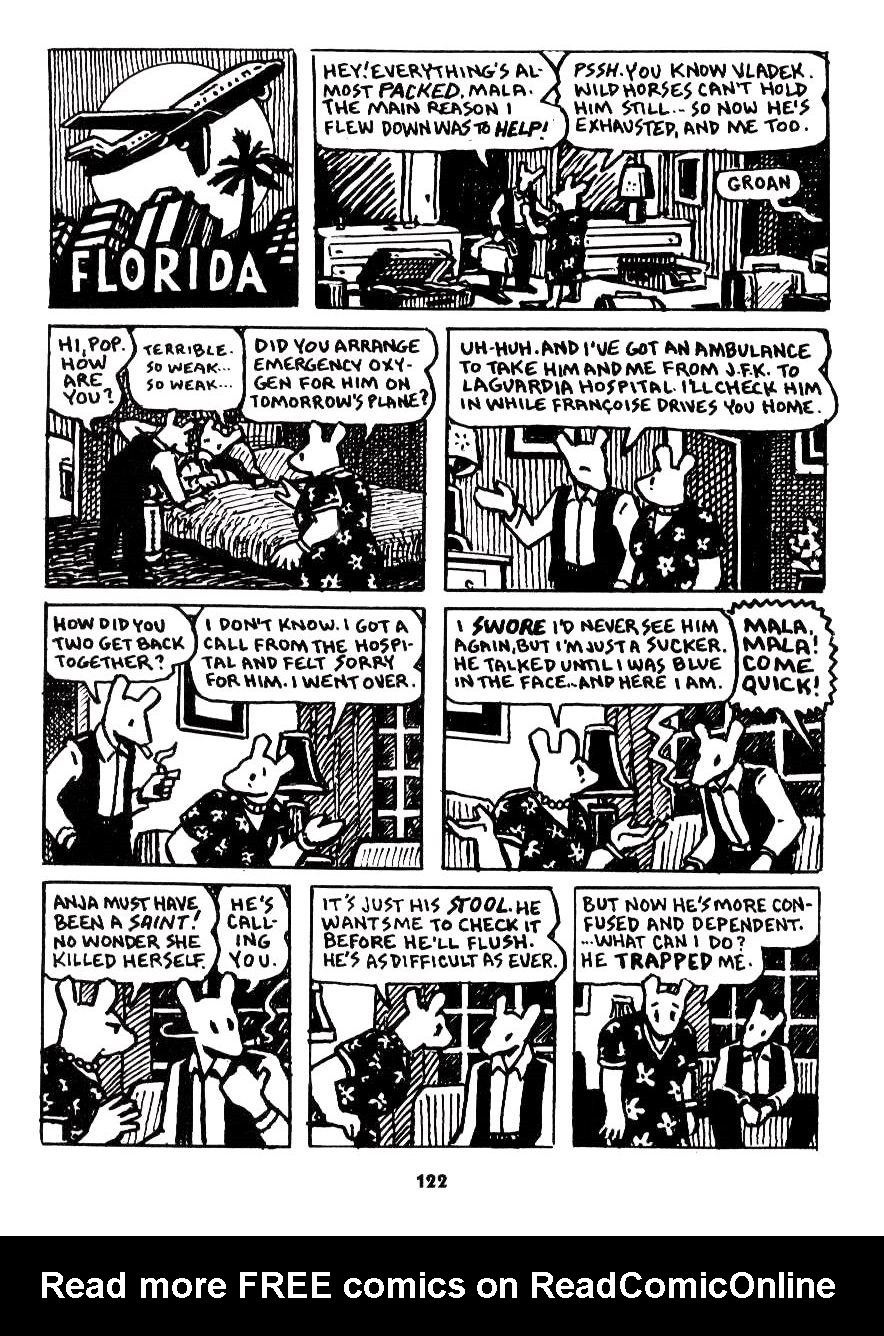 FLORIDA
HEY! EVERYTHING'S AL-
MOST PACKED, MALA.
THE MAIN REASON I
FLEW DOWN WAS TO HELP!
PSSH. YOU KNOW VLADEK.
WILD HORSES CAN'T HOLD
HIM STILL... SO NOW HE'S
EXHAUSTED, AND ME TOO.
GROAN
HI, POP.
HOW
ARE
YOU?
TERRIBLE.
SO WEAK...
SO WEAK...
DID YOU ARRANGE
EMERGENCY OXY-
GEN FOR HIM ON
TOMORROW'S PLANE?
UH-HUH. AND I'VE GOT AN AMBULANCE
TO TAKE HIM AND ME FROM J.F.K. TO
LAGUARDIA HOSPITAL. I'LL CHECK HIM
IN WHILE FRANÇOISE DRIVES YOU HOME.
HOW DID YOU
TWO GET BACK
TOGETHER?
I DON'T KNOW. I GOT A
CALL FROM THE HOSPI-
TAL AND FELT SORRY
FOR HIM. I WENT OVER.
I SWORE I'D NEVER SEE HIM
AGAIN, BUT I'M JUST A SUCKER.
HE TALKED UNTIL I WAS BLUE
IN THE FACE...AND HERE I AM.
MALA,
MALA!
COME
QUICK!
ANJA MUST HAVE
BEEN A SAINT!
NO WONDER SHE
KILLED HERSELF.
HE'S
CALL-
ING
YOU.
IT'S JUST HIS STOOL. HE
WANTS ME TO CHECK IT
BEFORE HE'LL FLUSH.
HE'S AS DIFFICULT AS EVER.
BUT NOW HE'S MORE CON-
FUSED AND DEPENDENT.
...WHAT CAN I DO?
HE TRAPPED ME.
122
Read more FREE comics on ReadComicOnline